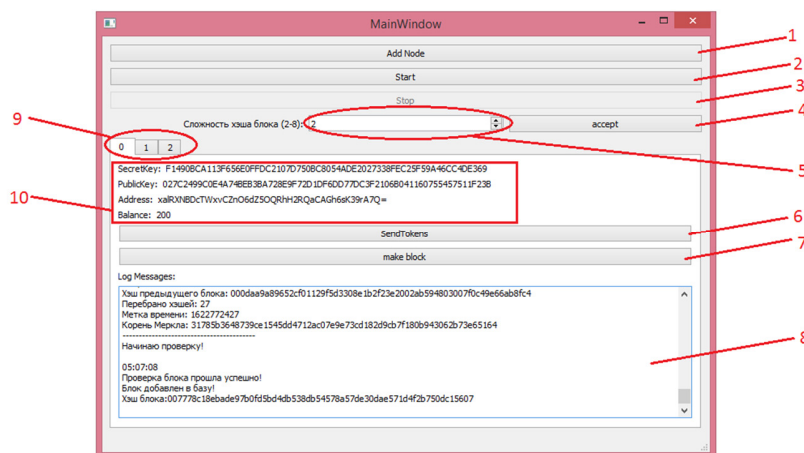 MainWindow
Add Node
1
Start
2
Stop
3
Сложность хэша блока (2-8): 2
accept
4
9
0 1 2
5
SecretKey: F1490BCA113F656E0FFDC2107D750BC8054ADE2027338FEC25F59A46CC4DE369
PublicKey: 027C2499C0E4A74BEB3BA728E9F72D1DF6DD77DC3F2106B041160755457511F23B
10
Address: xalRXNBDcTWxvCZnO6dZ5OQRhH2RQaCAGh6sK39rA7Q=
Balance: 200
SendTokens
6
make block
7
Log Messages:
Хэш предыдущего блока: 000daa9a89652cf01129f5d3308e1b2f23e2002ab594803007f0c49e66ab8fc4
Перебрано хэшей: 27
Метка времени: 1622772427
Корень Меркла: 31785b3648739ce1545dd4712ac07e9e73cd182d9cb7f180b943062b73e65164
----------------------------------------
Начинаю проверку!
8
05:07:08
Проверка блока прошла успешно!
Блок добавлен в базу!
Хэш блока:007778c18ebade97b0fd5bd4db538db54578a57de30dae571d4f2b750dc15607